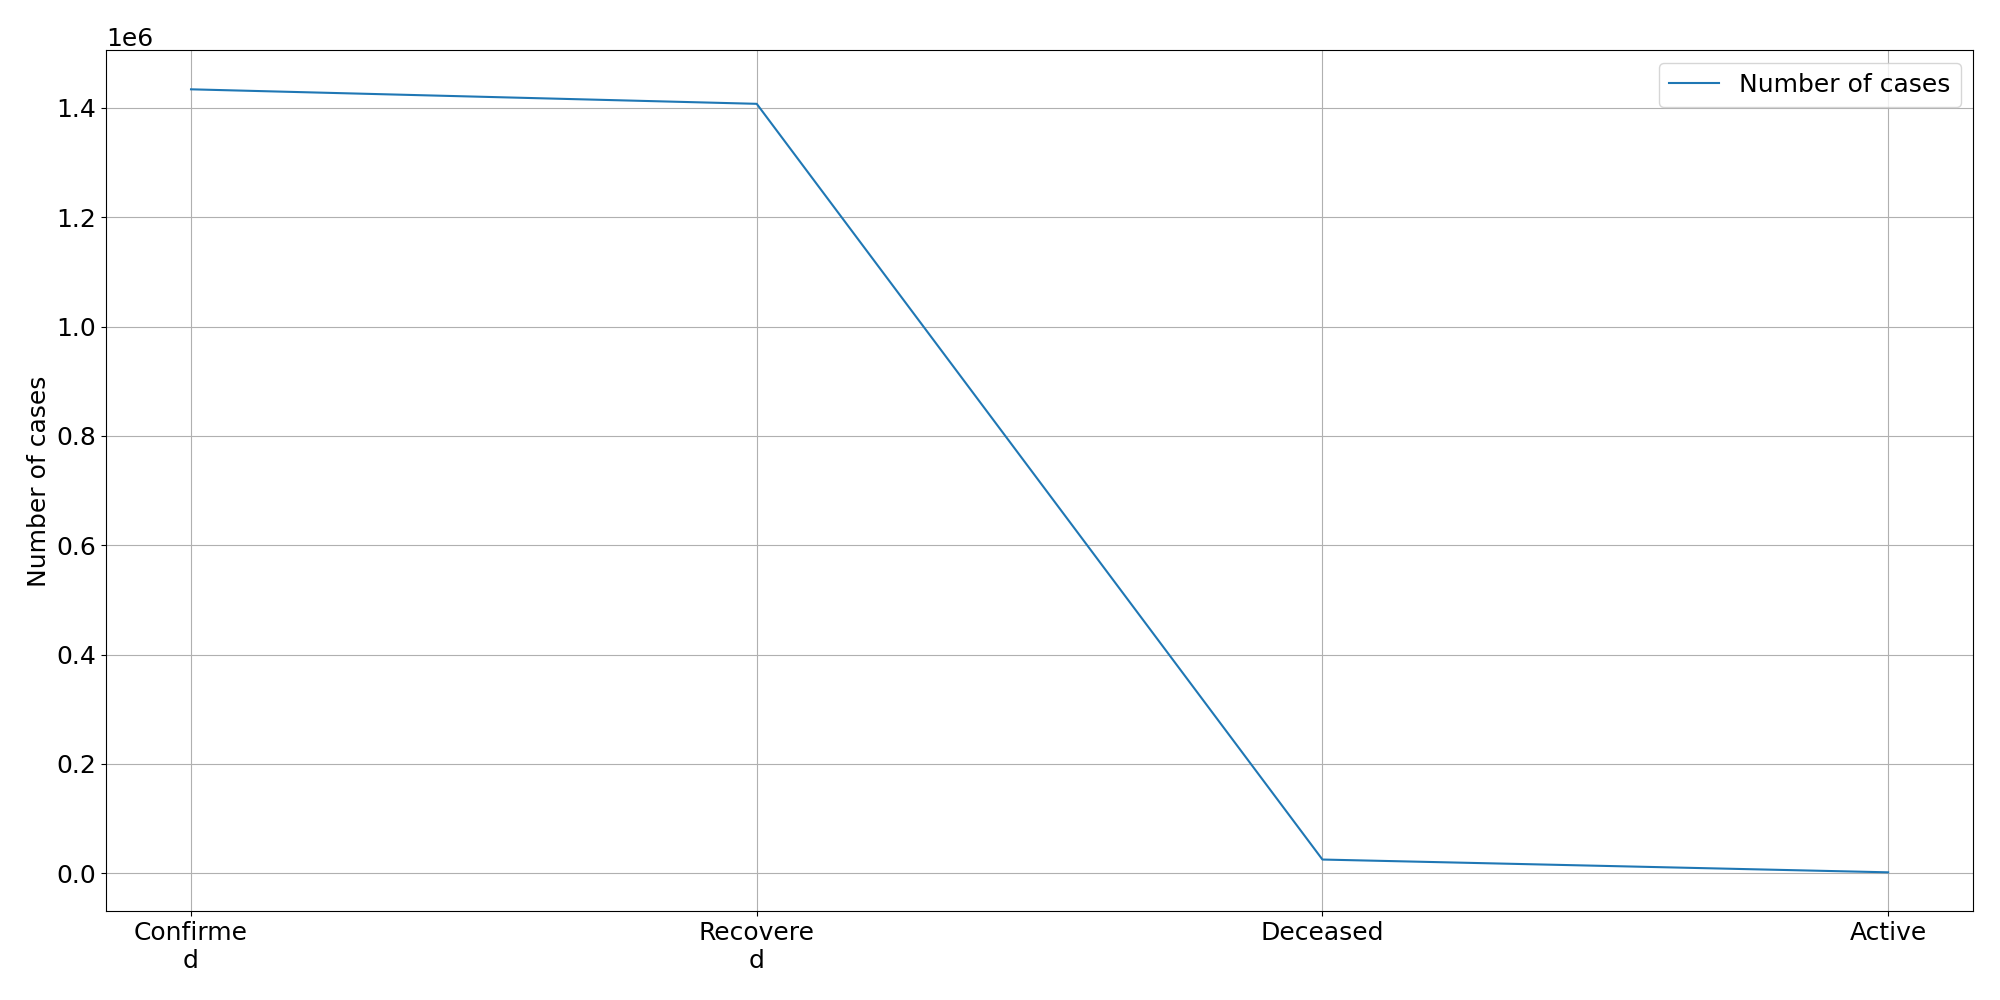 1e6
Number of cases
1.4
1.2
1.0
0.8
0.6
0.4
0.2
0.0
Number of cases
Confirme
d
Recovere
d
Deceased
Active